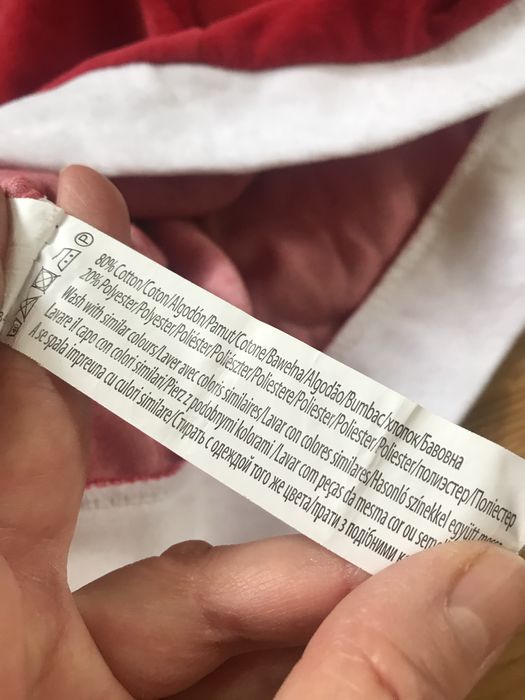 80% Cotton/Coton/Algodón/Pamut/Cotone/Bawełna/Algodão/Bumbac/хлопок/Бавовна
20% Polyester/Polyester/Poliéster/Poliészter/Poliestere/Poliester/Poliéster/Poliester/полиэстер/Поліестер
Wash with similar colours/Laver avec coloris similaires/Lavar con colores similares/Hasonló színekkel együtt
Lavare il capo con colori similari/Pierz z podobnymi kolorami/Lavar com peças da mesma cor ou
A se spala impreuna cu culori similare/Стирать с одеждой того же цвета/прати з подібними
P